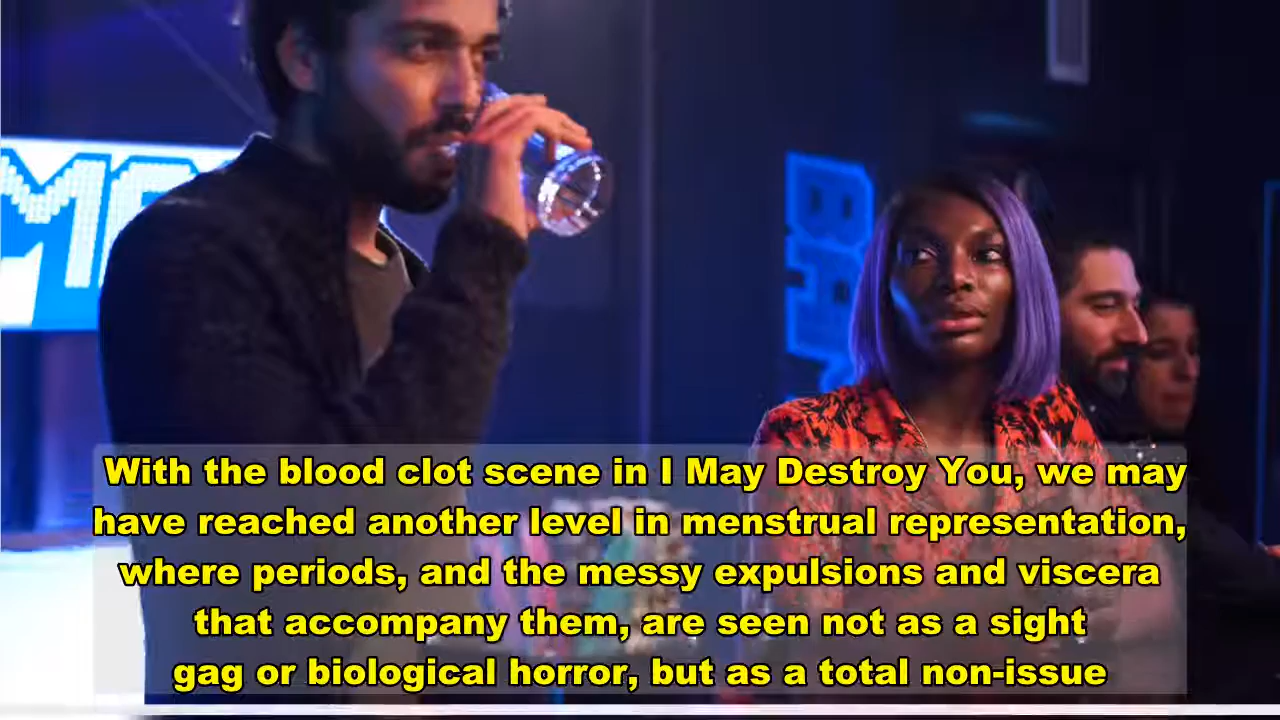 With the blood clot scene in I May Destroy You, we may
have reached another level in menstrual representation,
where periods, and the messy expulsions and viscera
that accompany them, are seen not as a sight
gag or biological horror, but as a total non-issue